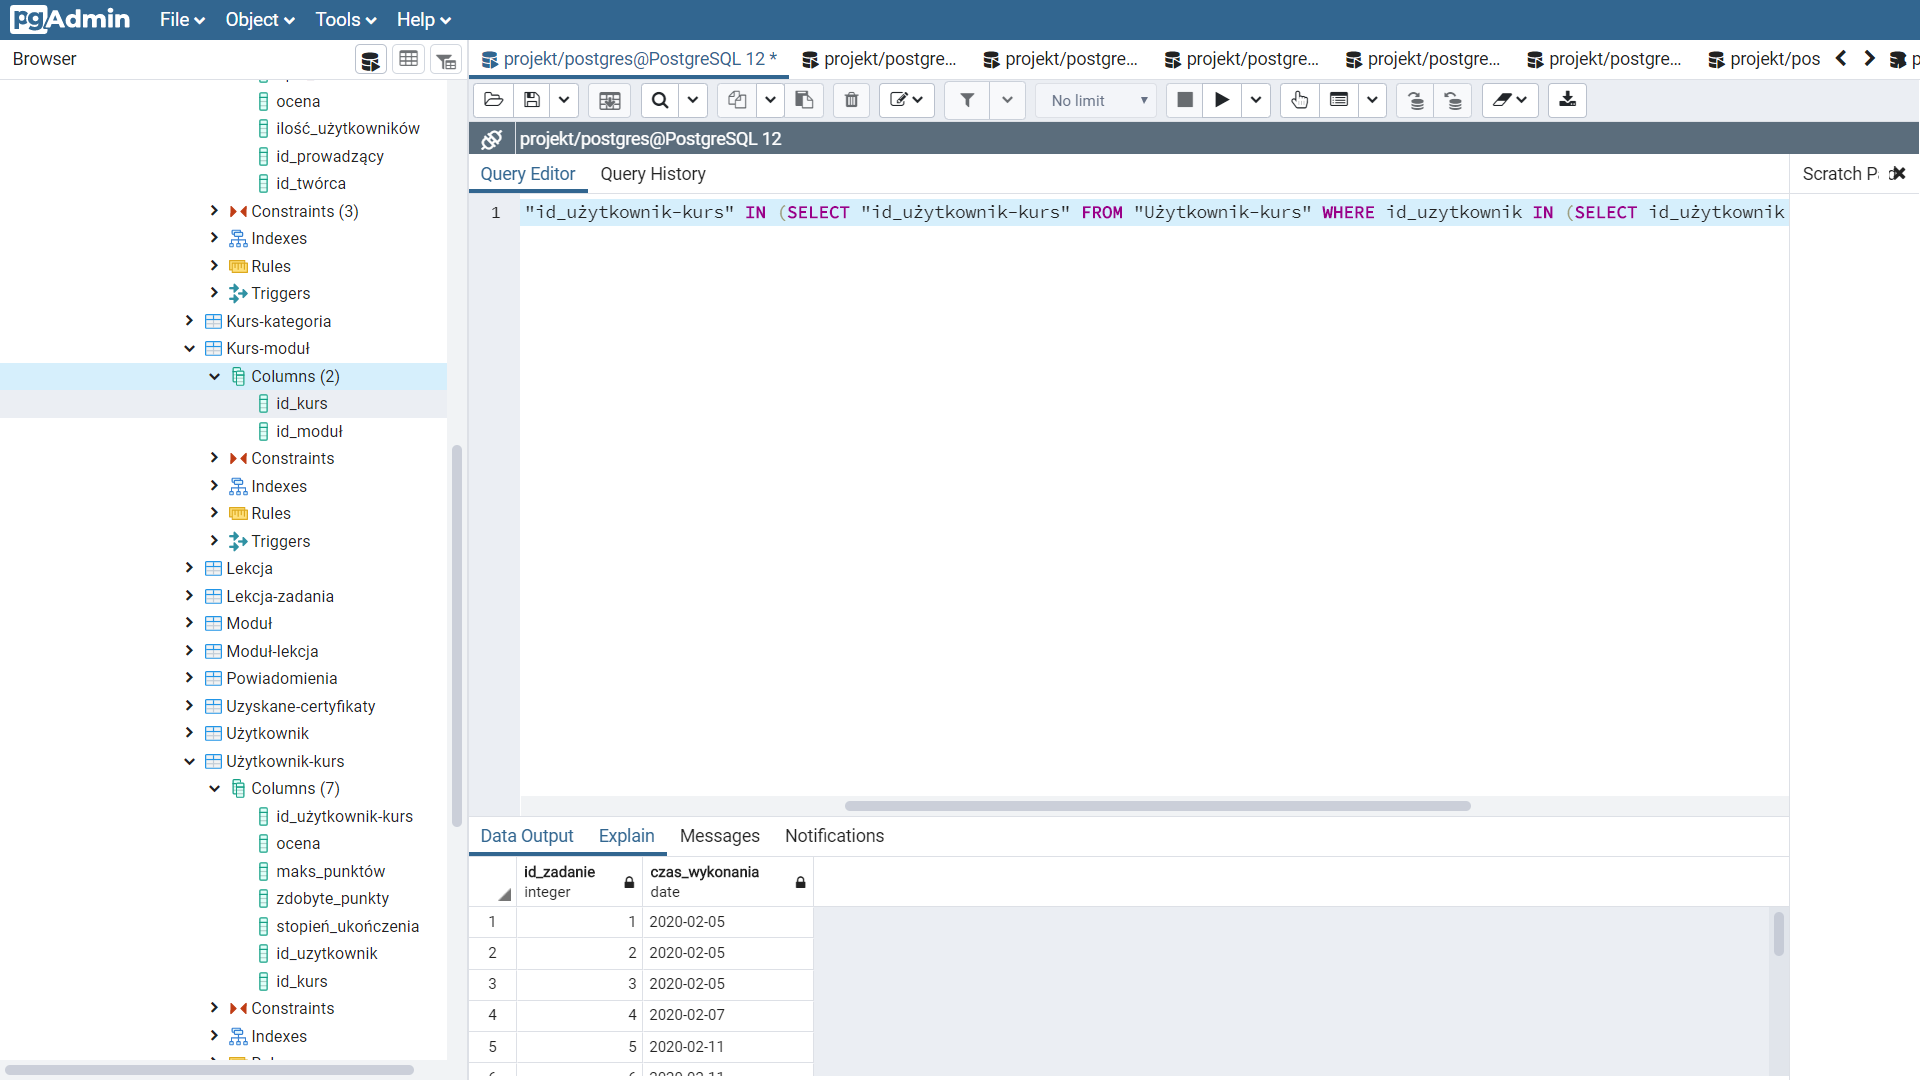 pgAdmin File Object Tools Help
Browser
ocena
ilość_użytkowników
id_prowadzący
id_twórca
Constraints (3)
Indexes
Rules
Triggers
Kurs-kategoria
Kurs-moduł
Columns (2)
id_kurs
id_moduł
Constraints
Indexes
Rules
Triggers
Lekcja
Lekcja-zadania
Moduł
Moduł-lekcja
Powiadomienia
Uzyskane-certyfikaty
Użytkownik
Użytkownik-kurs
Columns (7)
id_użytkownik-kurs
ocena
maks_punktów
zdobyte_punkty
stopień_ukończenia
id_uzytkownik
id_kurs
Constraints
Indexes
projekt/postgres@PostgreSQL 12 * projekt/postgre... projekt/postgre... projekt/postgre... projekt/postgre... projekt/postgre... projekt/pos
No limit
projekt/postgres@PostgreSQL 12
Query Editor Query History
Scratch P
1 "id_użytkownik-kurs" IN (SELECT "id_użytkownik-kurs" FROM "Użytkownik-kurs" WHERE id_uzytkownik IN (SELECT id_użytkownik
Data Output Explain Messages Notifications
id_zadanie czas_wykonania
integer date
1 1 2020-02-05
2 2 2020-02-05
3 3 2020-02-05
4 4 2020-02-07
5 5 2020-02-11